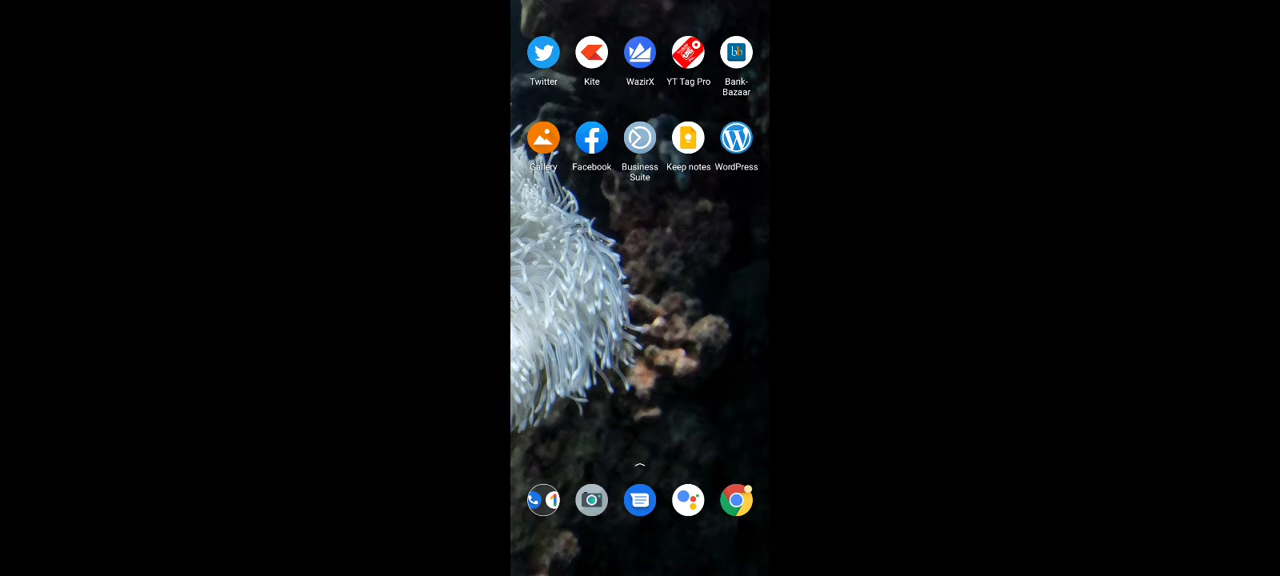 Twitter
Kite
WazirX
YT Tag Pro
Bank-
Bazaar
Gallery
Facebook
Business
Suite
Keep notes
WordPress